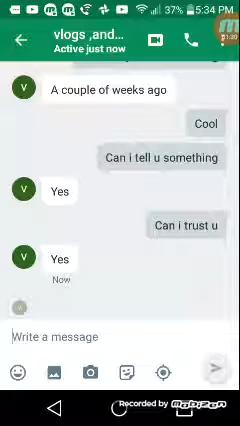 37% 5:34 PM
vlogs ,and...
Active just now
V
A couple of weeks ago
Cool
Can i tell u something
V
Yes
Can i trust u
V
Yes
Now
Write a message
Recorded by MOBIZEN